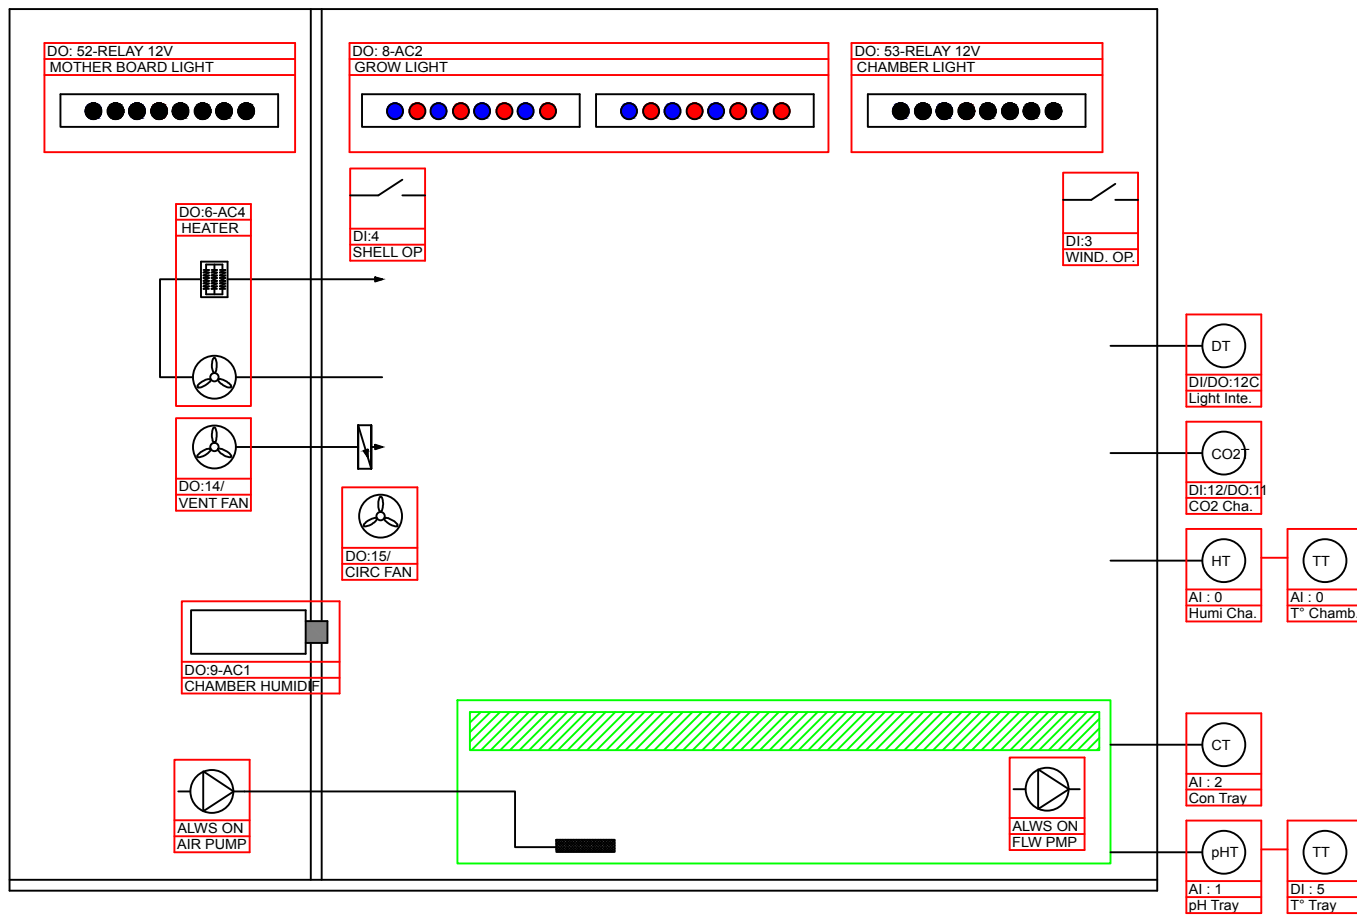 DO: 52-RELAY 12V
MOTHER BOARD LIGHT
DO: 8-AC2
GROW LIGHT
DO: 53-RELAY 12V
CHAMBER LIGHT
DI:4
SHELL OP
DI:3
WIND. OP.
DO:6-AC4
HEATER
DT
DI/DO:12C
Light Inte.
DO:14/
VENT FAN
CO2T
DI:12/DO:11
CO2 Cha.
DO:15/
CIRC FAN
HT
AI : 0
Humi Cha.
TT
AI : 0
T° Chamb.
DO:9-AC1
CHAMBER HUMIDIF
CT
AI : 2
Con Tray
ALWS ON
AIR PUMP
ALWS ON
FLW PMP
pHT
AI : 1
pH Tray
TT
DI : 5
T° Tray